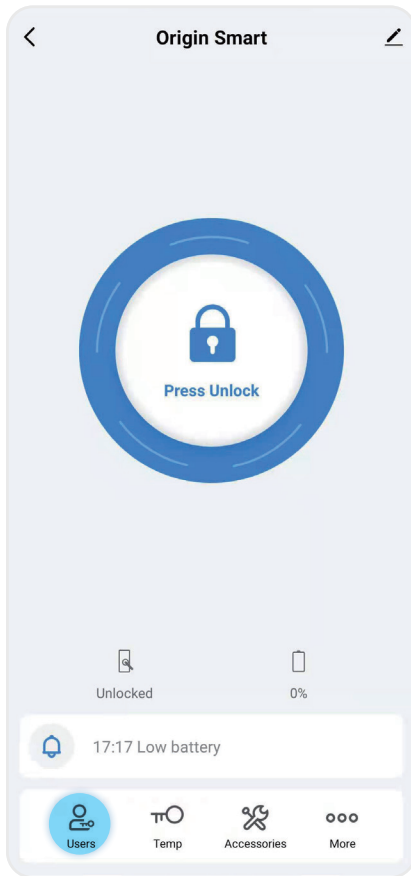 Origin Smart
Press Unlock
Unlocked 0%
17:17 Low battery
Users Temp Accessories More